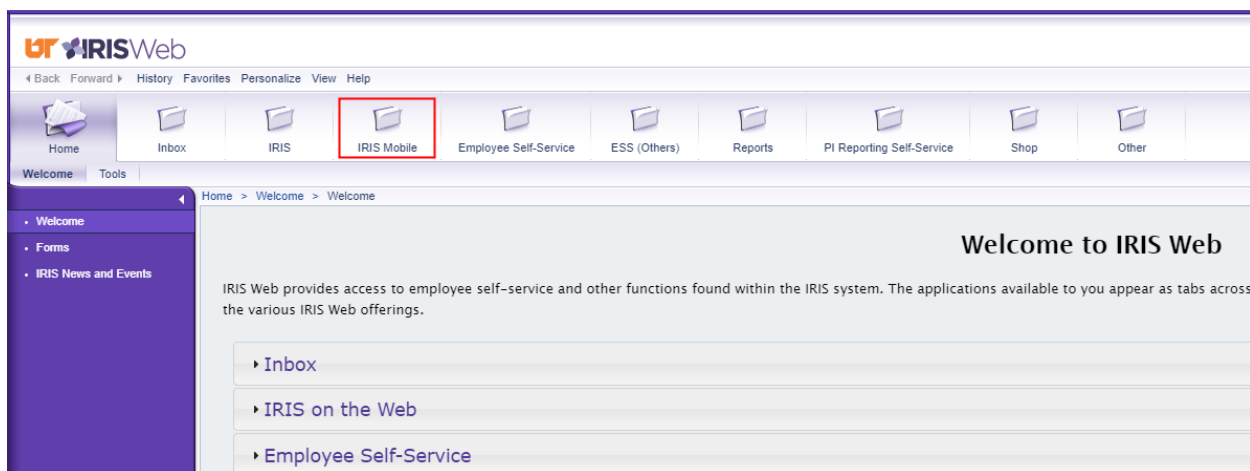 UT IRISWeb
Back Forward History Favorites Personalize View Help
Home Inbox IRIS IRIS Mobile Employee Self-Service ESS (Others) Reports PI Reporting Self-Service Shop Other
Welcome Tools
Home > Welcome > Welcome
• Welcome
• Forms
• IRIS News and Events
Welcome to IRIS Web
IRIS Web provides access to employee self-service and other functions found within the IRIS system. The applications available to you appear as tabs across
the various IRIS Web offerings.
Inbox
IRIS on the Web
Employee Self-Service